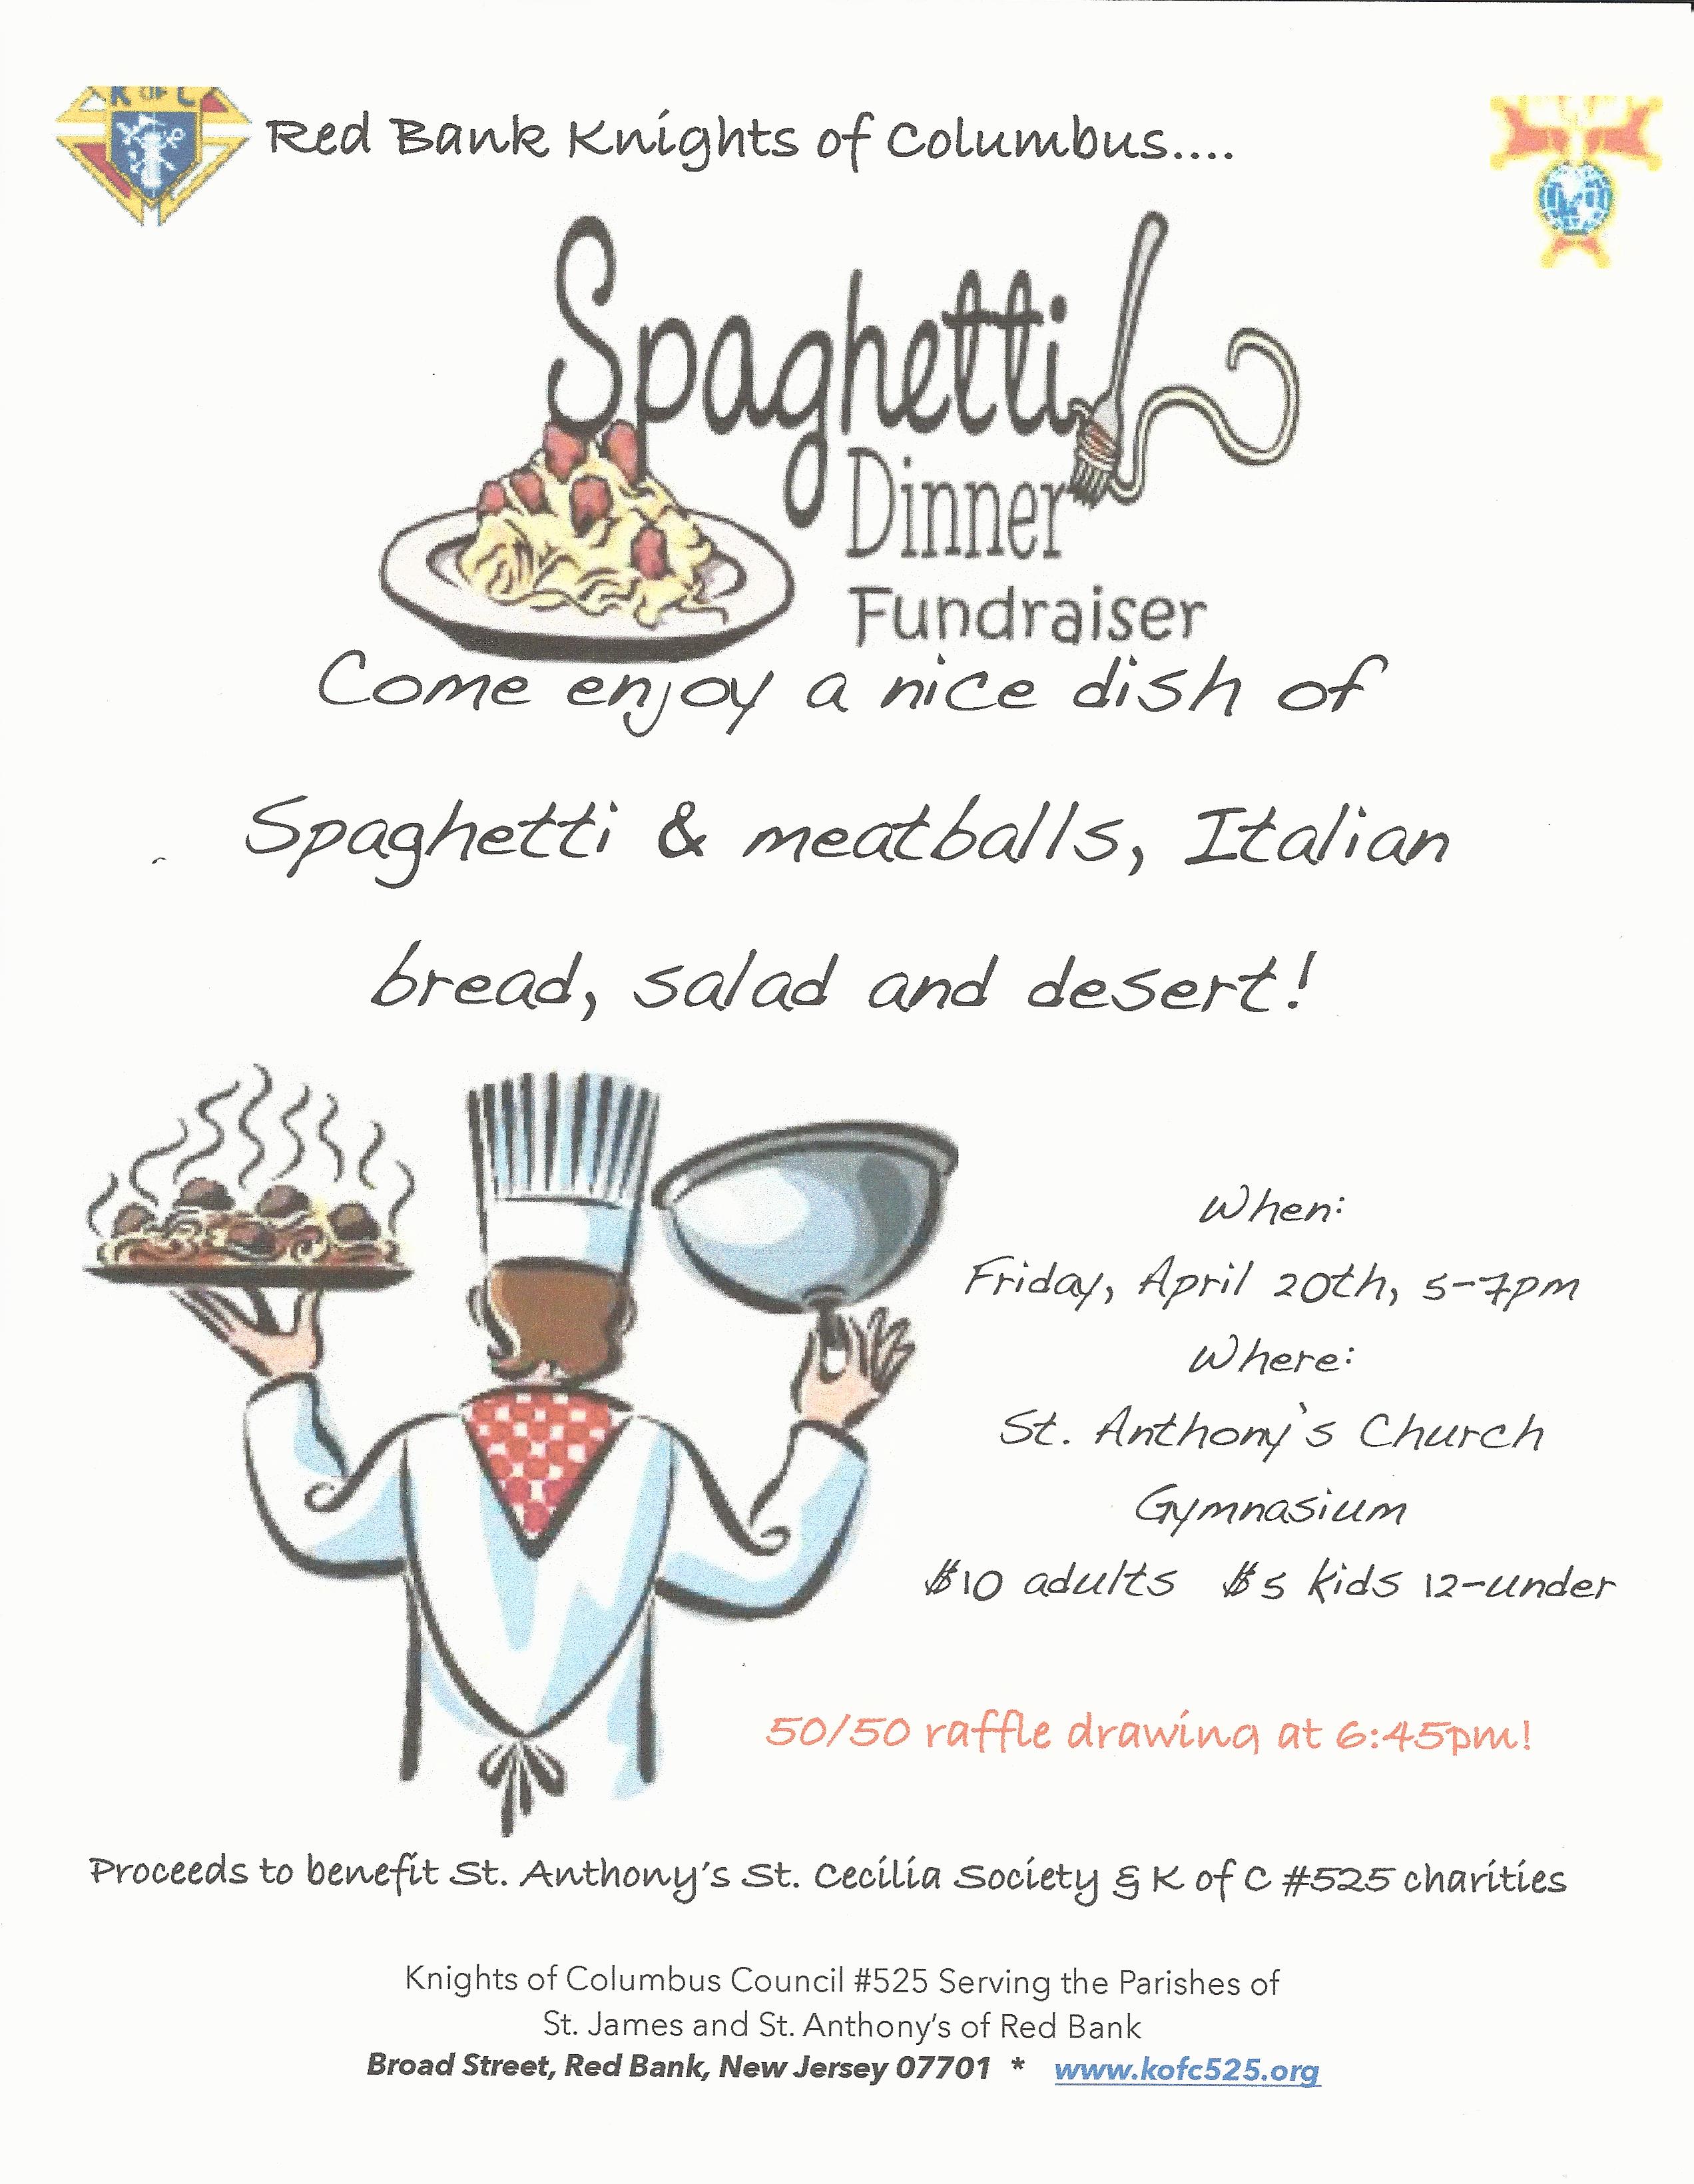 K OF C
Red Bank Knights of Columbus....
Spaghetti
Dinner
Fundraiser
Come enjoy a nice dish of
Spaghetti & meatballs, Italian
bread, salad and desert!
When:
Friday, April 20th, 5-7pm
Where:
St. Anthony's Church
Gymnasium
$10 adults $5 kids 12-under
50/50 raffle drawing at 6:45pm!
Proceeds to benefit St. Anthony's St. Cecilia Society & K of C #525 charities
Knights of Columbus Council #525 Serving the Parishes of
St. James and St. Anthony's of Red Bank
Broad Street, Red Bank, New Jersey 07701 * www.kofc525.org